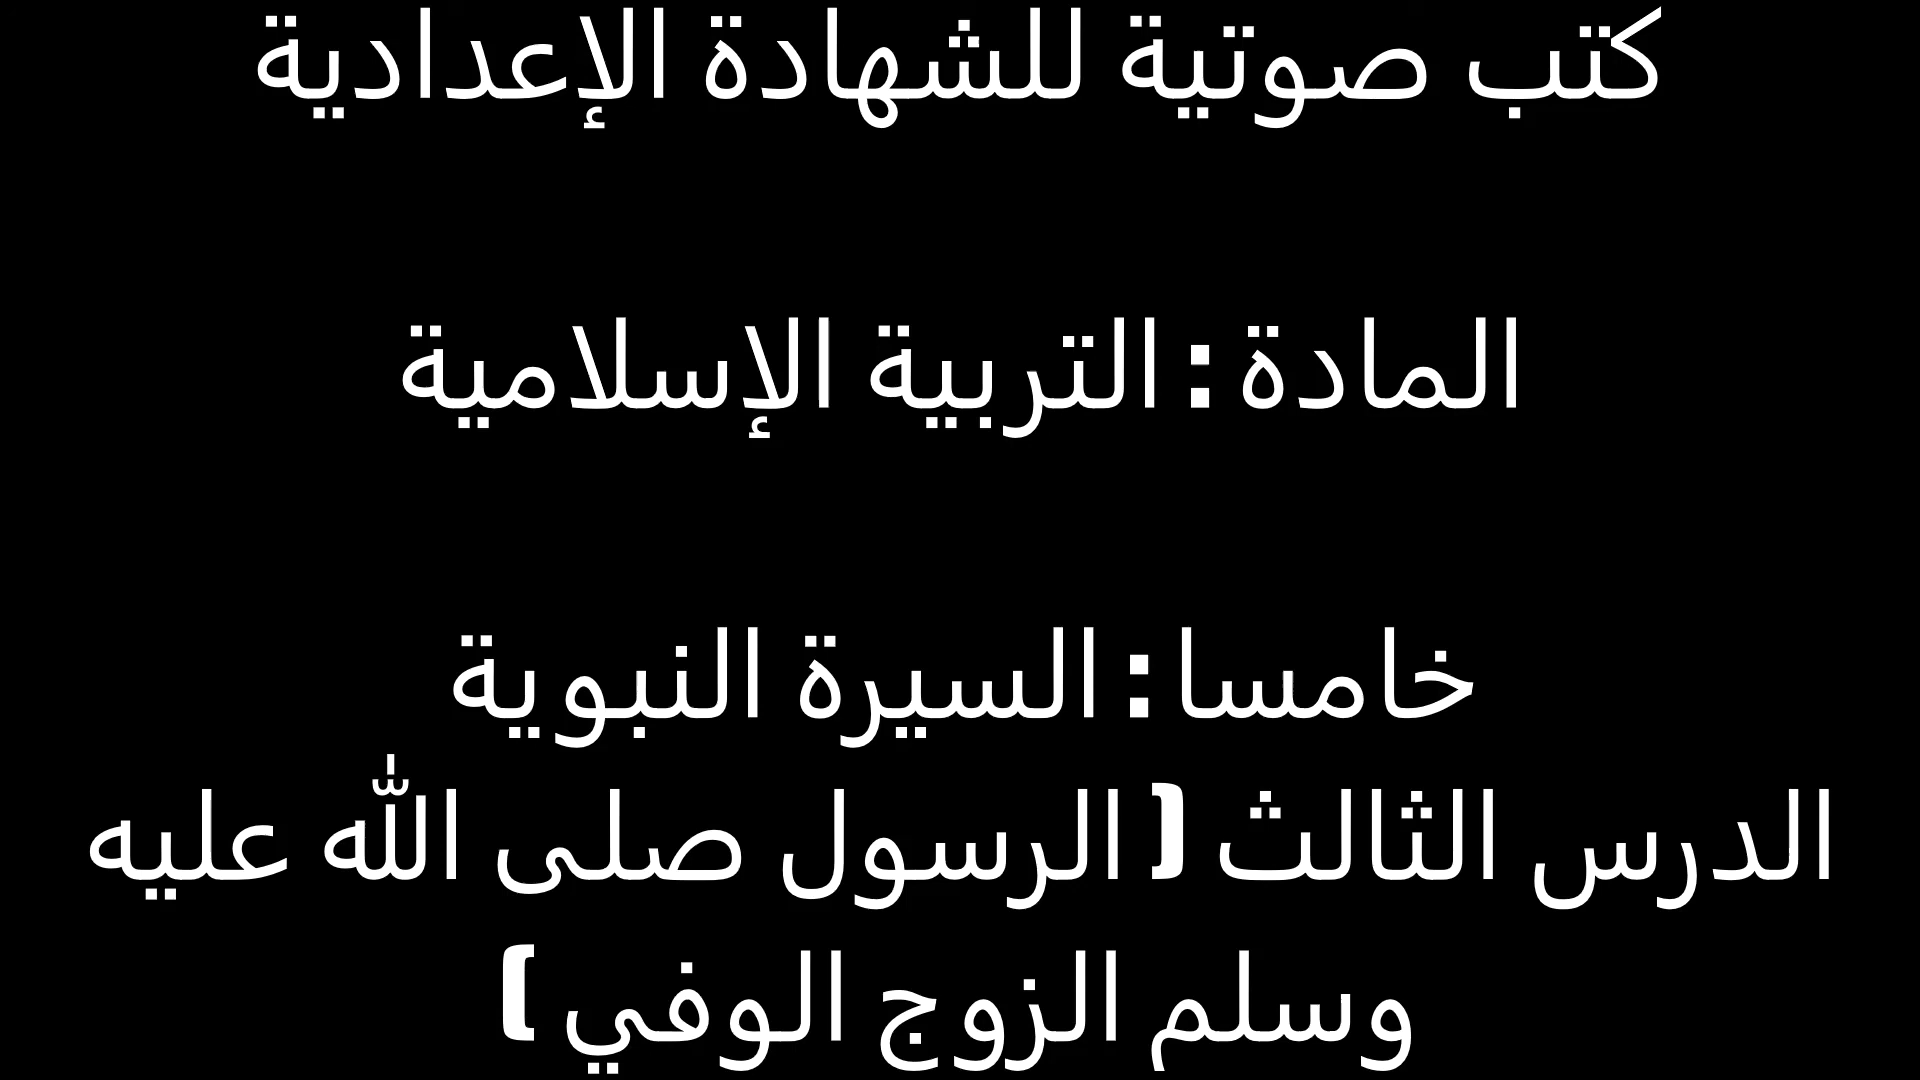 كتب صوتية للشهادة الإعدادية
المادة : التربية الإسلامية
خامسا : السيرة النبوية
الدرس الثالث ( الرسول صلى الله عليه
وسلم الزوج الوفي )